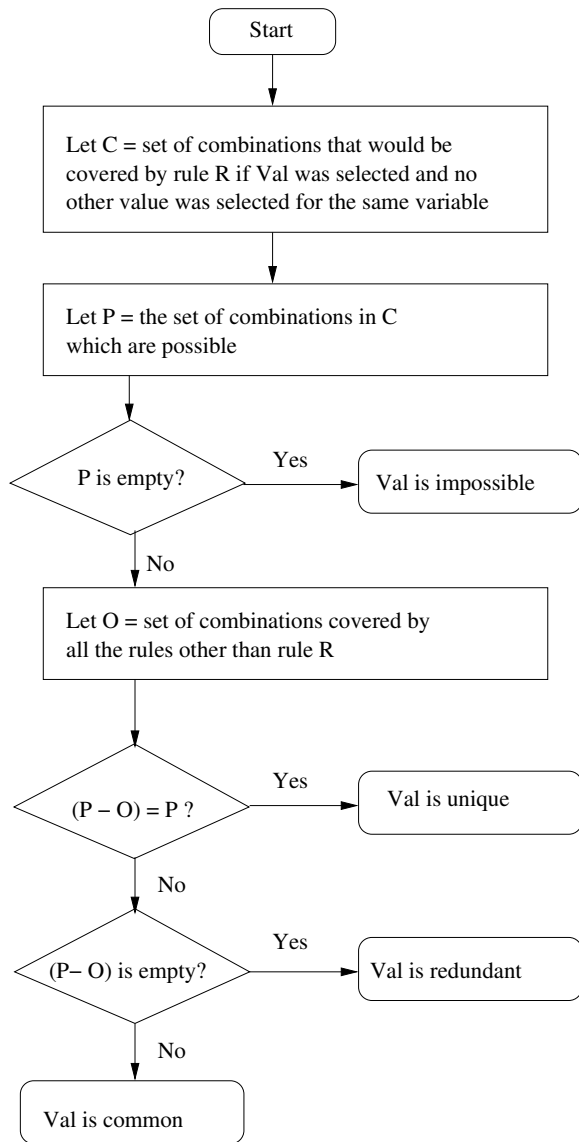 Start
Let C = set of combinations that would be
covered by rule R if Val was selected and no
other value was selected for the same variable
Let P = the set of combinations in C
which are possible
P is empty?
Yes
Val is impossible
No
Let O = set of combinations covered by
all the rules other than rule R
(P − O) = P ?
Yes
Val is unique
No
(P− O) is empty?
Yes
Val is redundant
No
Val is common